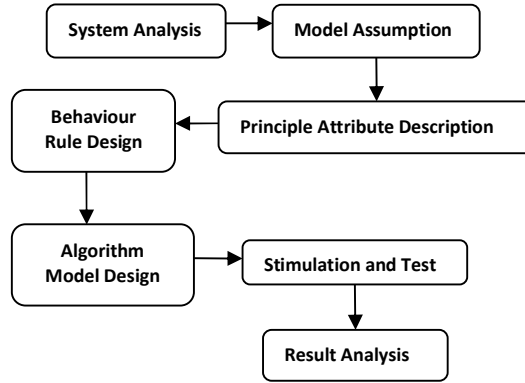 System Analysis
Model Assumption
Principle Attribute Description
Behaviour
Rule Design
Algorithm
Model Design
Stimulation and Test
Result Analysis